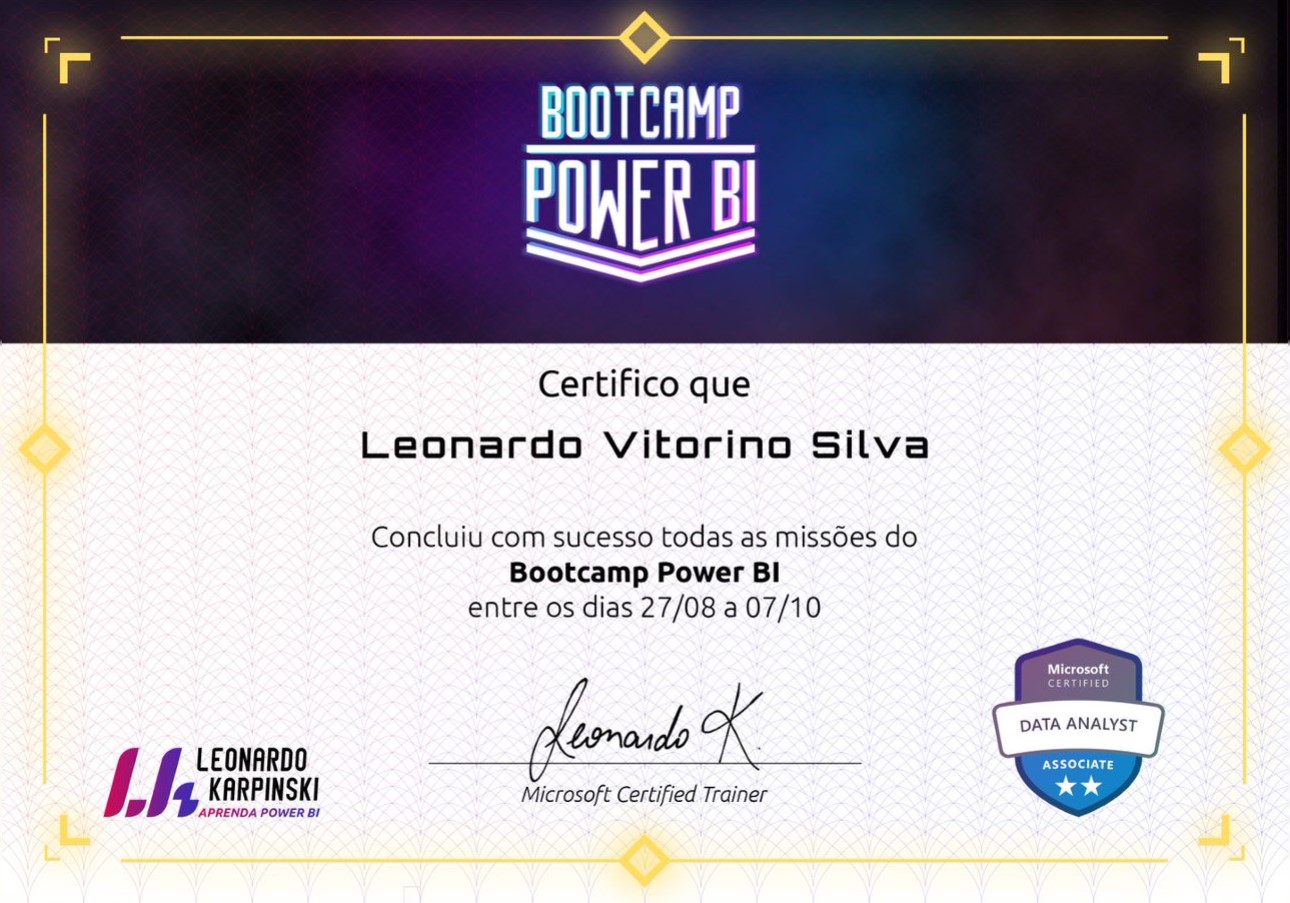 BOOTCAMP
POWER BI
Certifico que
Leonardo Vitorino Silva
Concluiu com sucesso todas as missões do
Bootcamp Power BI
entre os dias 27/08 a 07/10
Leonardo K.
Microsoft Certified Trainer
LEONARDO
KARPINSKI
APRENDA POWER BI
Microsoft
CERTIFIED
DATA ANALYST
ASSOCIATE